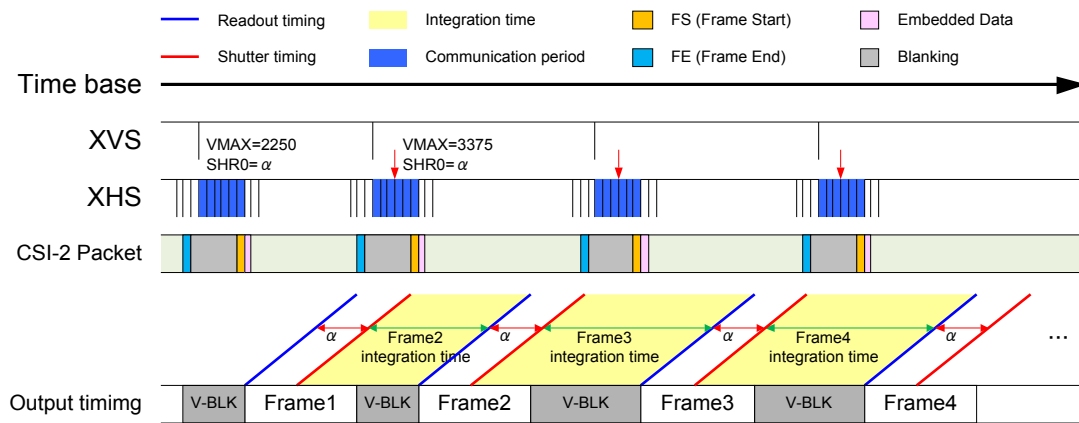 Readout timing
Integration time
FS (Frame Start)
Embedded Data
Shutter timing
Communication period
FE (Frame End)
Blanking
Time base
XVS
VMAX=2250
SHR0= α
VMAX=3375
SHR0= α
XHS
CSI-2 Packet
α
Frame2
integration time
α
Frame3
integration time
α
Frame4
integration time
α
...
Output timimg
V-BLK
Frame1
V-BLK
Frame2
V-BLK
Frame3
V-BLK
Frame4